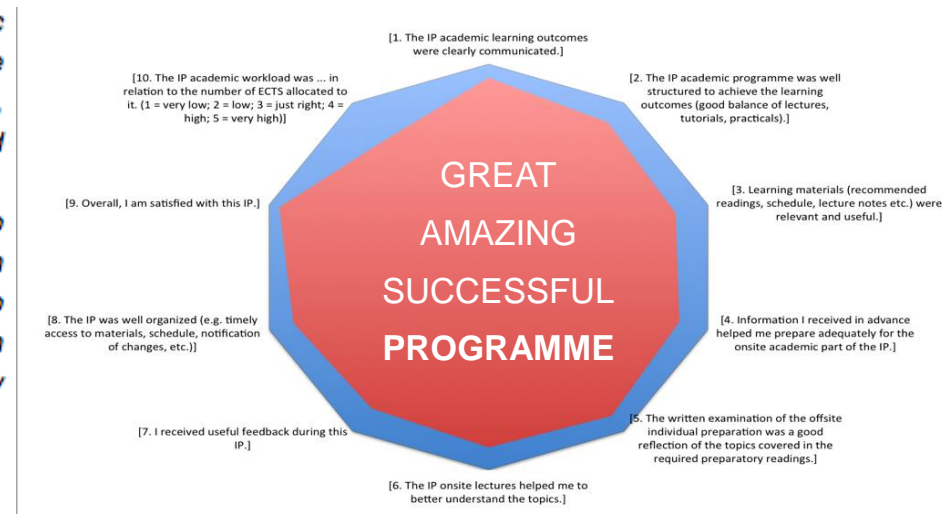 [1. The IP academic learning outcomes
were clearly communicated.]
[2. The IP academic programme was well
structured to achieve the learning
outcomes (good balance of lectures,
tutorials, practicals).]
[3. Learning materials (recommended
readings, schedule, lecture notes etc.) were
relevant and useful.]
[4. Information I received in advance
helped me prepare adequately for the
onsite academic part of the IP.]
[5. The written examination of the offsite
individual preparation was a good
reflection of the topics covered in the
required preparatory readings.]
[6. The IP onsite lectures helped me to
better understand the topics.]
[7. I received useful feedback during this
IP.]
[8. The IP was well organized (e.g. timely
access to materials, schedule, notification
of changes, etc.)]
[9. Overall, I am satisfied with this IP.]
[10. The IP academic workload was ... in
relation to the number of ECTS allocated to
it. (1 = very low; 2 = low; 3 = just right; 4 =
high; 5 = very high)]
GREAT
AMAZING
SUCCESSFUL
PROGRAMME